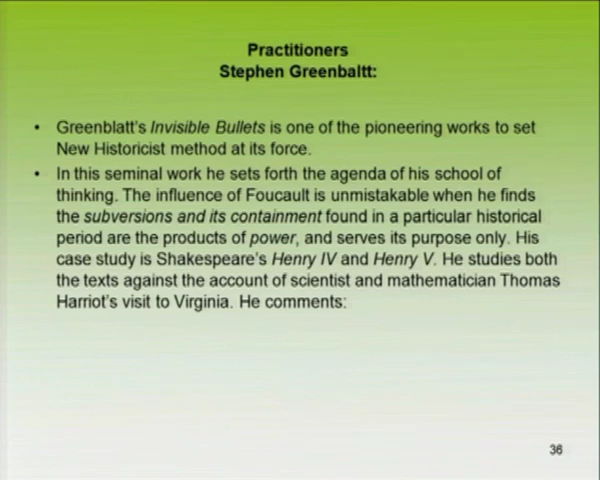 Practitioners
Stephen Greenbaltt:
• Greenblatt's Invisible Bullets is one of the pioneering works to set
New Historicist method at its force.
• In this seminal work he sets forth the agenda of his school of
thinking. The influence of Foucault is unmistakable when he finds
the subversions and its containment found in a particular historical
period are the products of power, and serves its purpose only. His
case study is Shakespeare's Henry IV and Henry V. He studies both
the texts against the account of scientist and mathematician Thomas
Harriot's visit to Virginia. He comments:
36